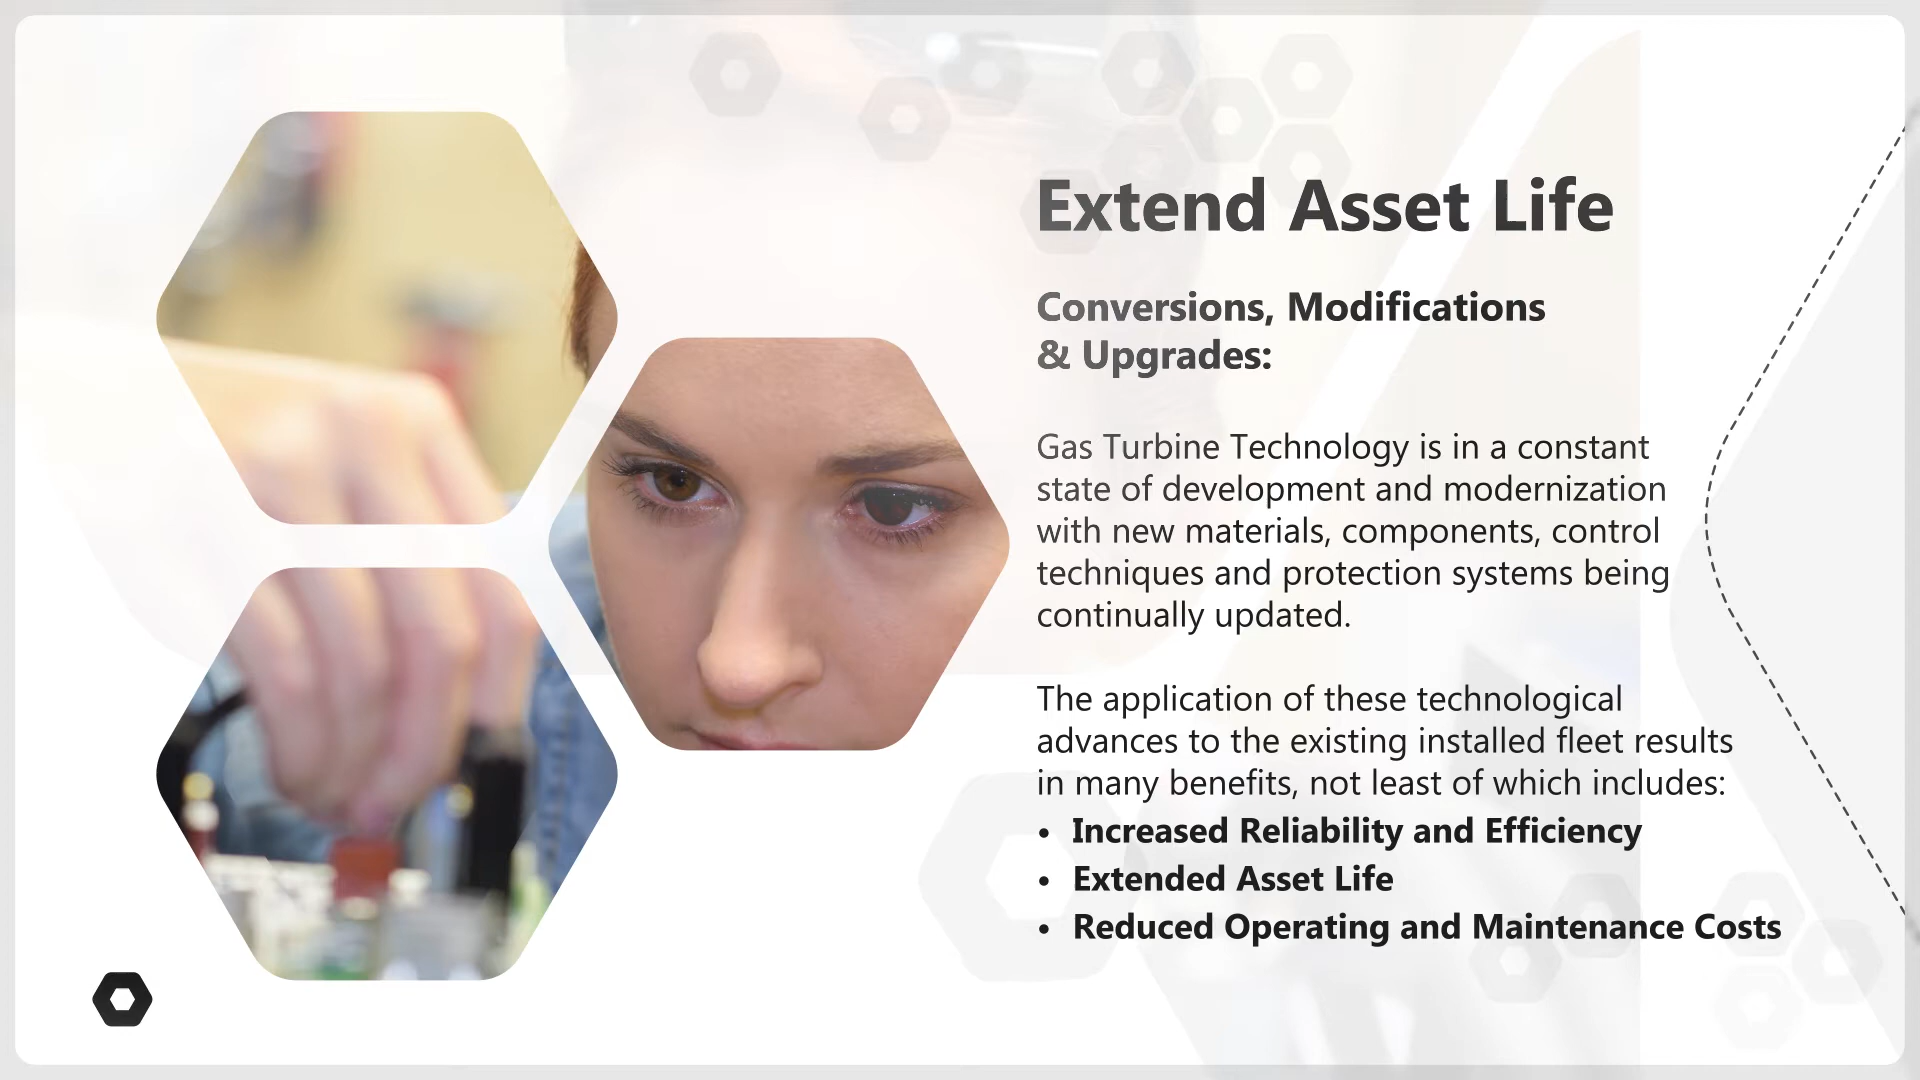 Extend Asset Life
Conversions, Modifications
& Upgrades:
Gas Turbine Technology is in a constant
state of development and modernization
with new materials, components, control
techniques and protection systems being
continually updated.
The application of these technological
advances to the existing installed fleet results
in many benefits, not least of which includes:
• Increased Reliability and Efficiency
• Extended Asset Life
• Reduced Operating and Maintenance Costs